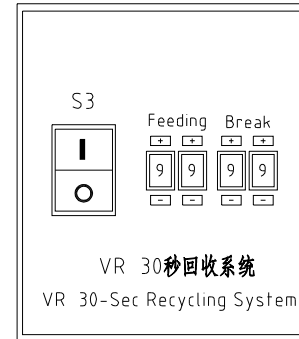 S3
Feeding Break
+ + + +
9 9 9 9
- - - -
VR 30秒回收系统
VR 30-Sec Recycling System